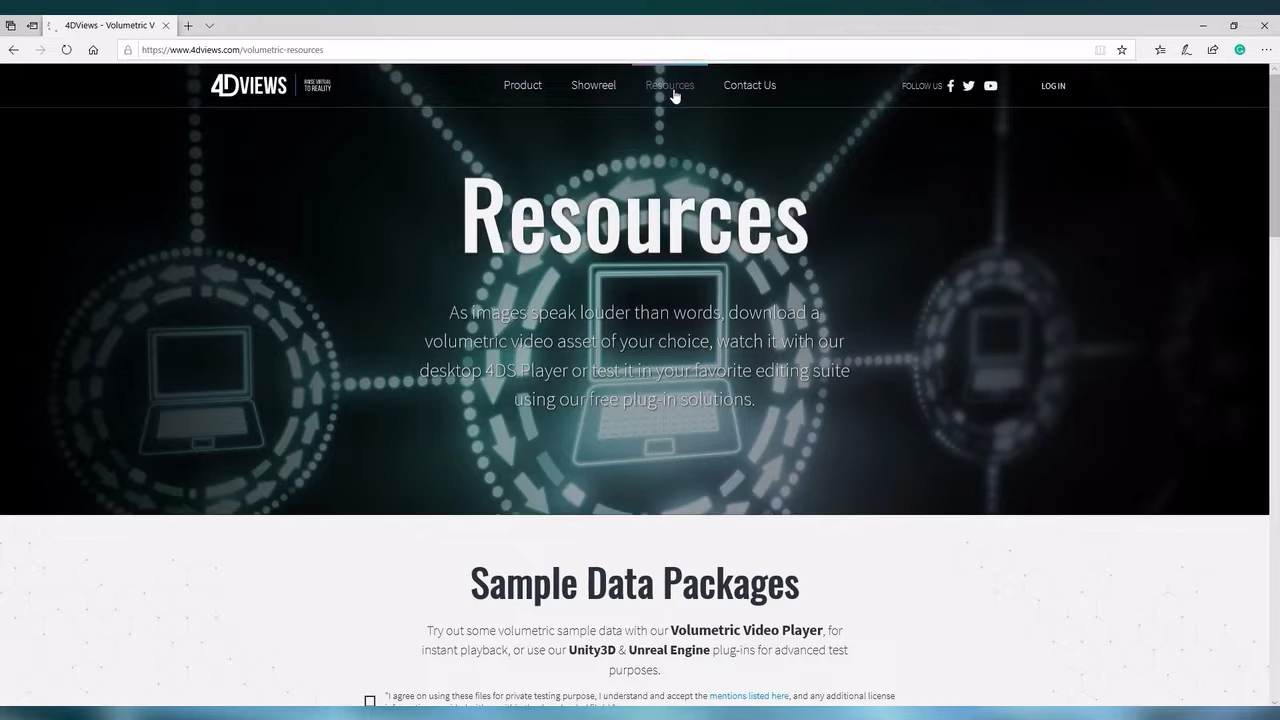 4DViews - Volumetric V
https://www.4dviews.com/volumetric-resources
4DVIEWS
RAISE VIRTUAL
TO REALITY
Product
Showreel
Resources
Contact Us
FOLLOW US
LOG IN
Resources
As images speak louder than words, download a
volumetric video asset of your choice, watch it with our
desktop 4DS Player or test it in your favorite editing suite
using our free plug-in solutions.
Sample Data Packages
Try out some volumetric sample data with our Volumetric Video Player, for
instant playback, or use our Unity3D & Unreal Engine plug-ins for advanced test
purposes.
"I agree on using these files for private testing purpose, I understand and accept the mentions listed here, and any additional license